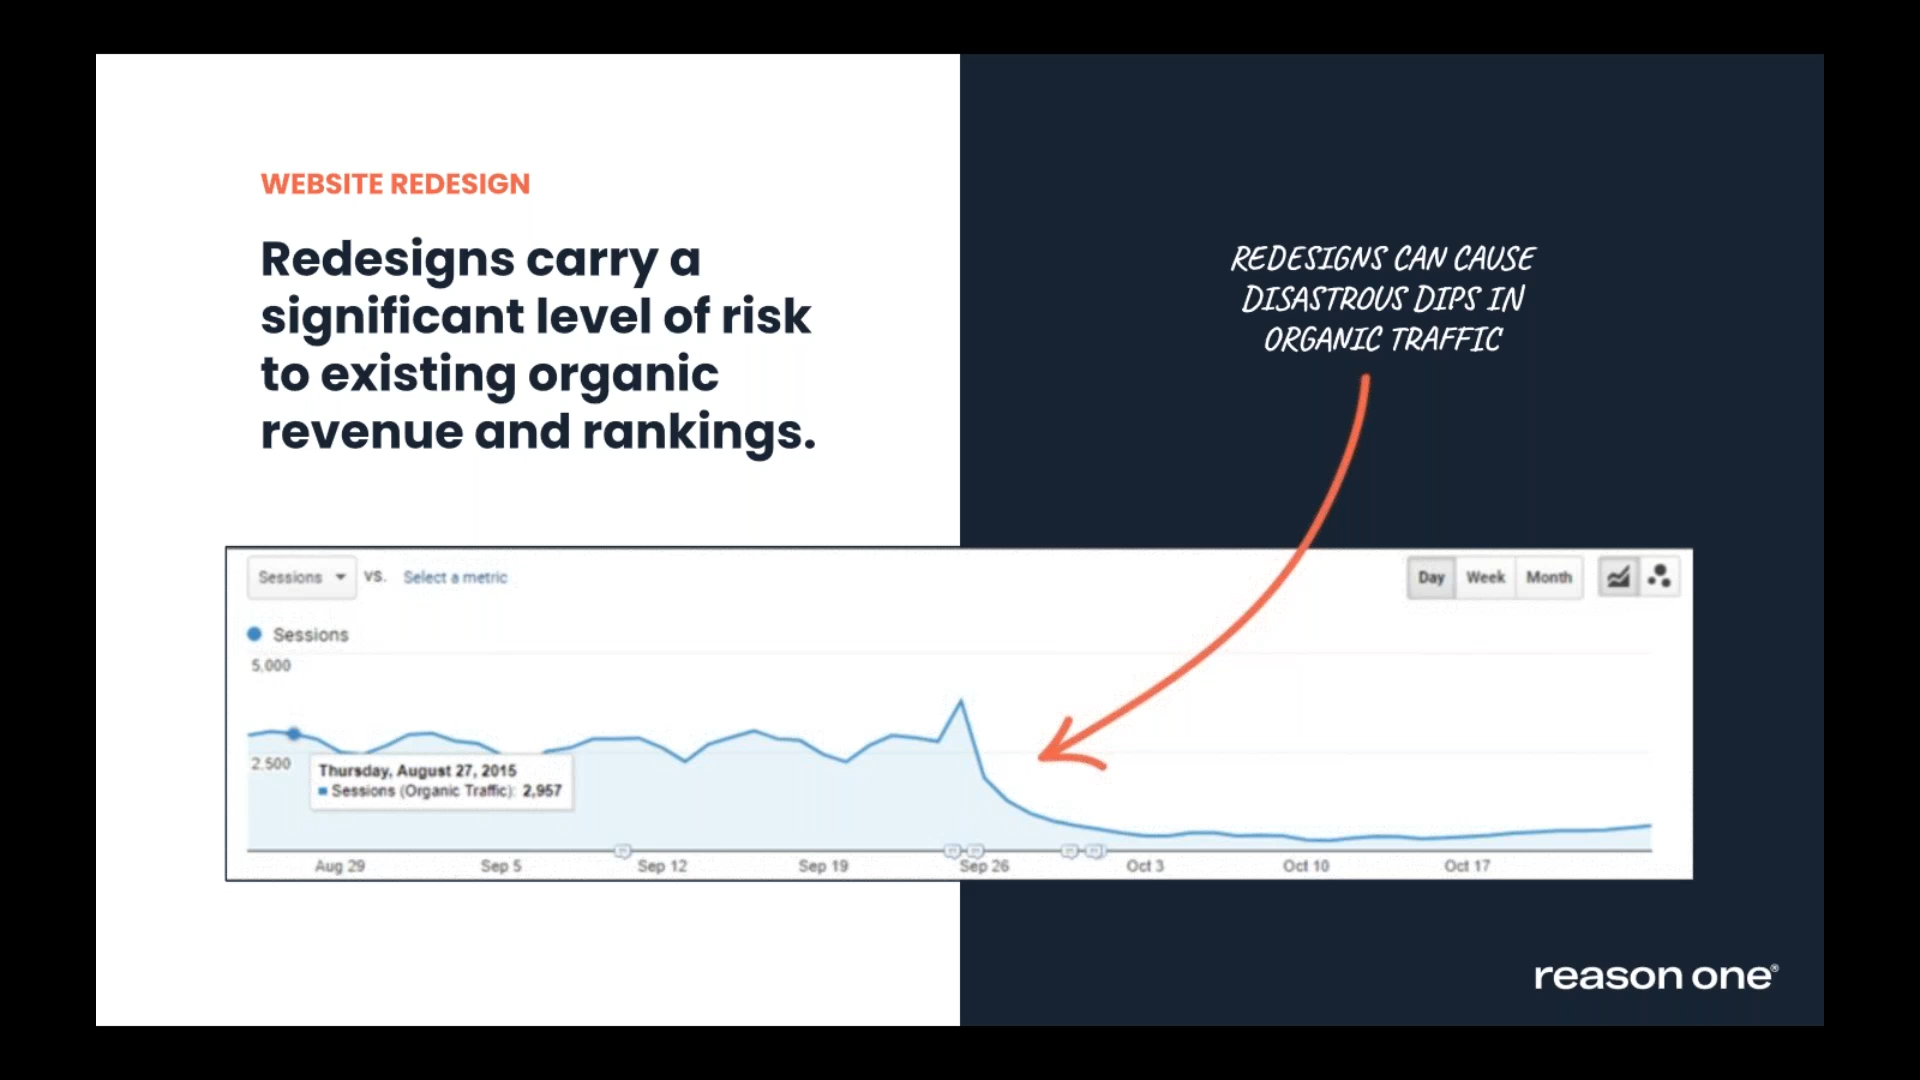 WEBSITE REDESIGN
Redesigns carry a
significant level of risk
to existing organic
revenue and rankings.
REDESIGNS CAN CAUSE
DISASTROUS DIPS IN
ORGANIC TRAFFIC
Sessions VS. Select a metric
Day Week Month
Sessions
5,000
2,500
Thursday, August 27, 2015
Sessions (Organic Traffic): 2,957
Aug 29 Sep 5 Sep 12 Sep 19 Sep 26 Oct 3 Oct 10 Oct 17
reason one®